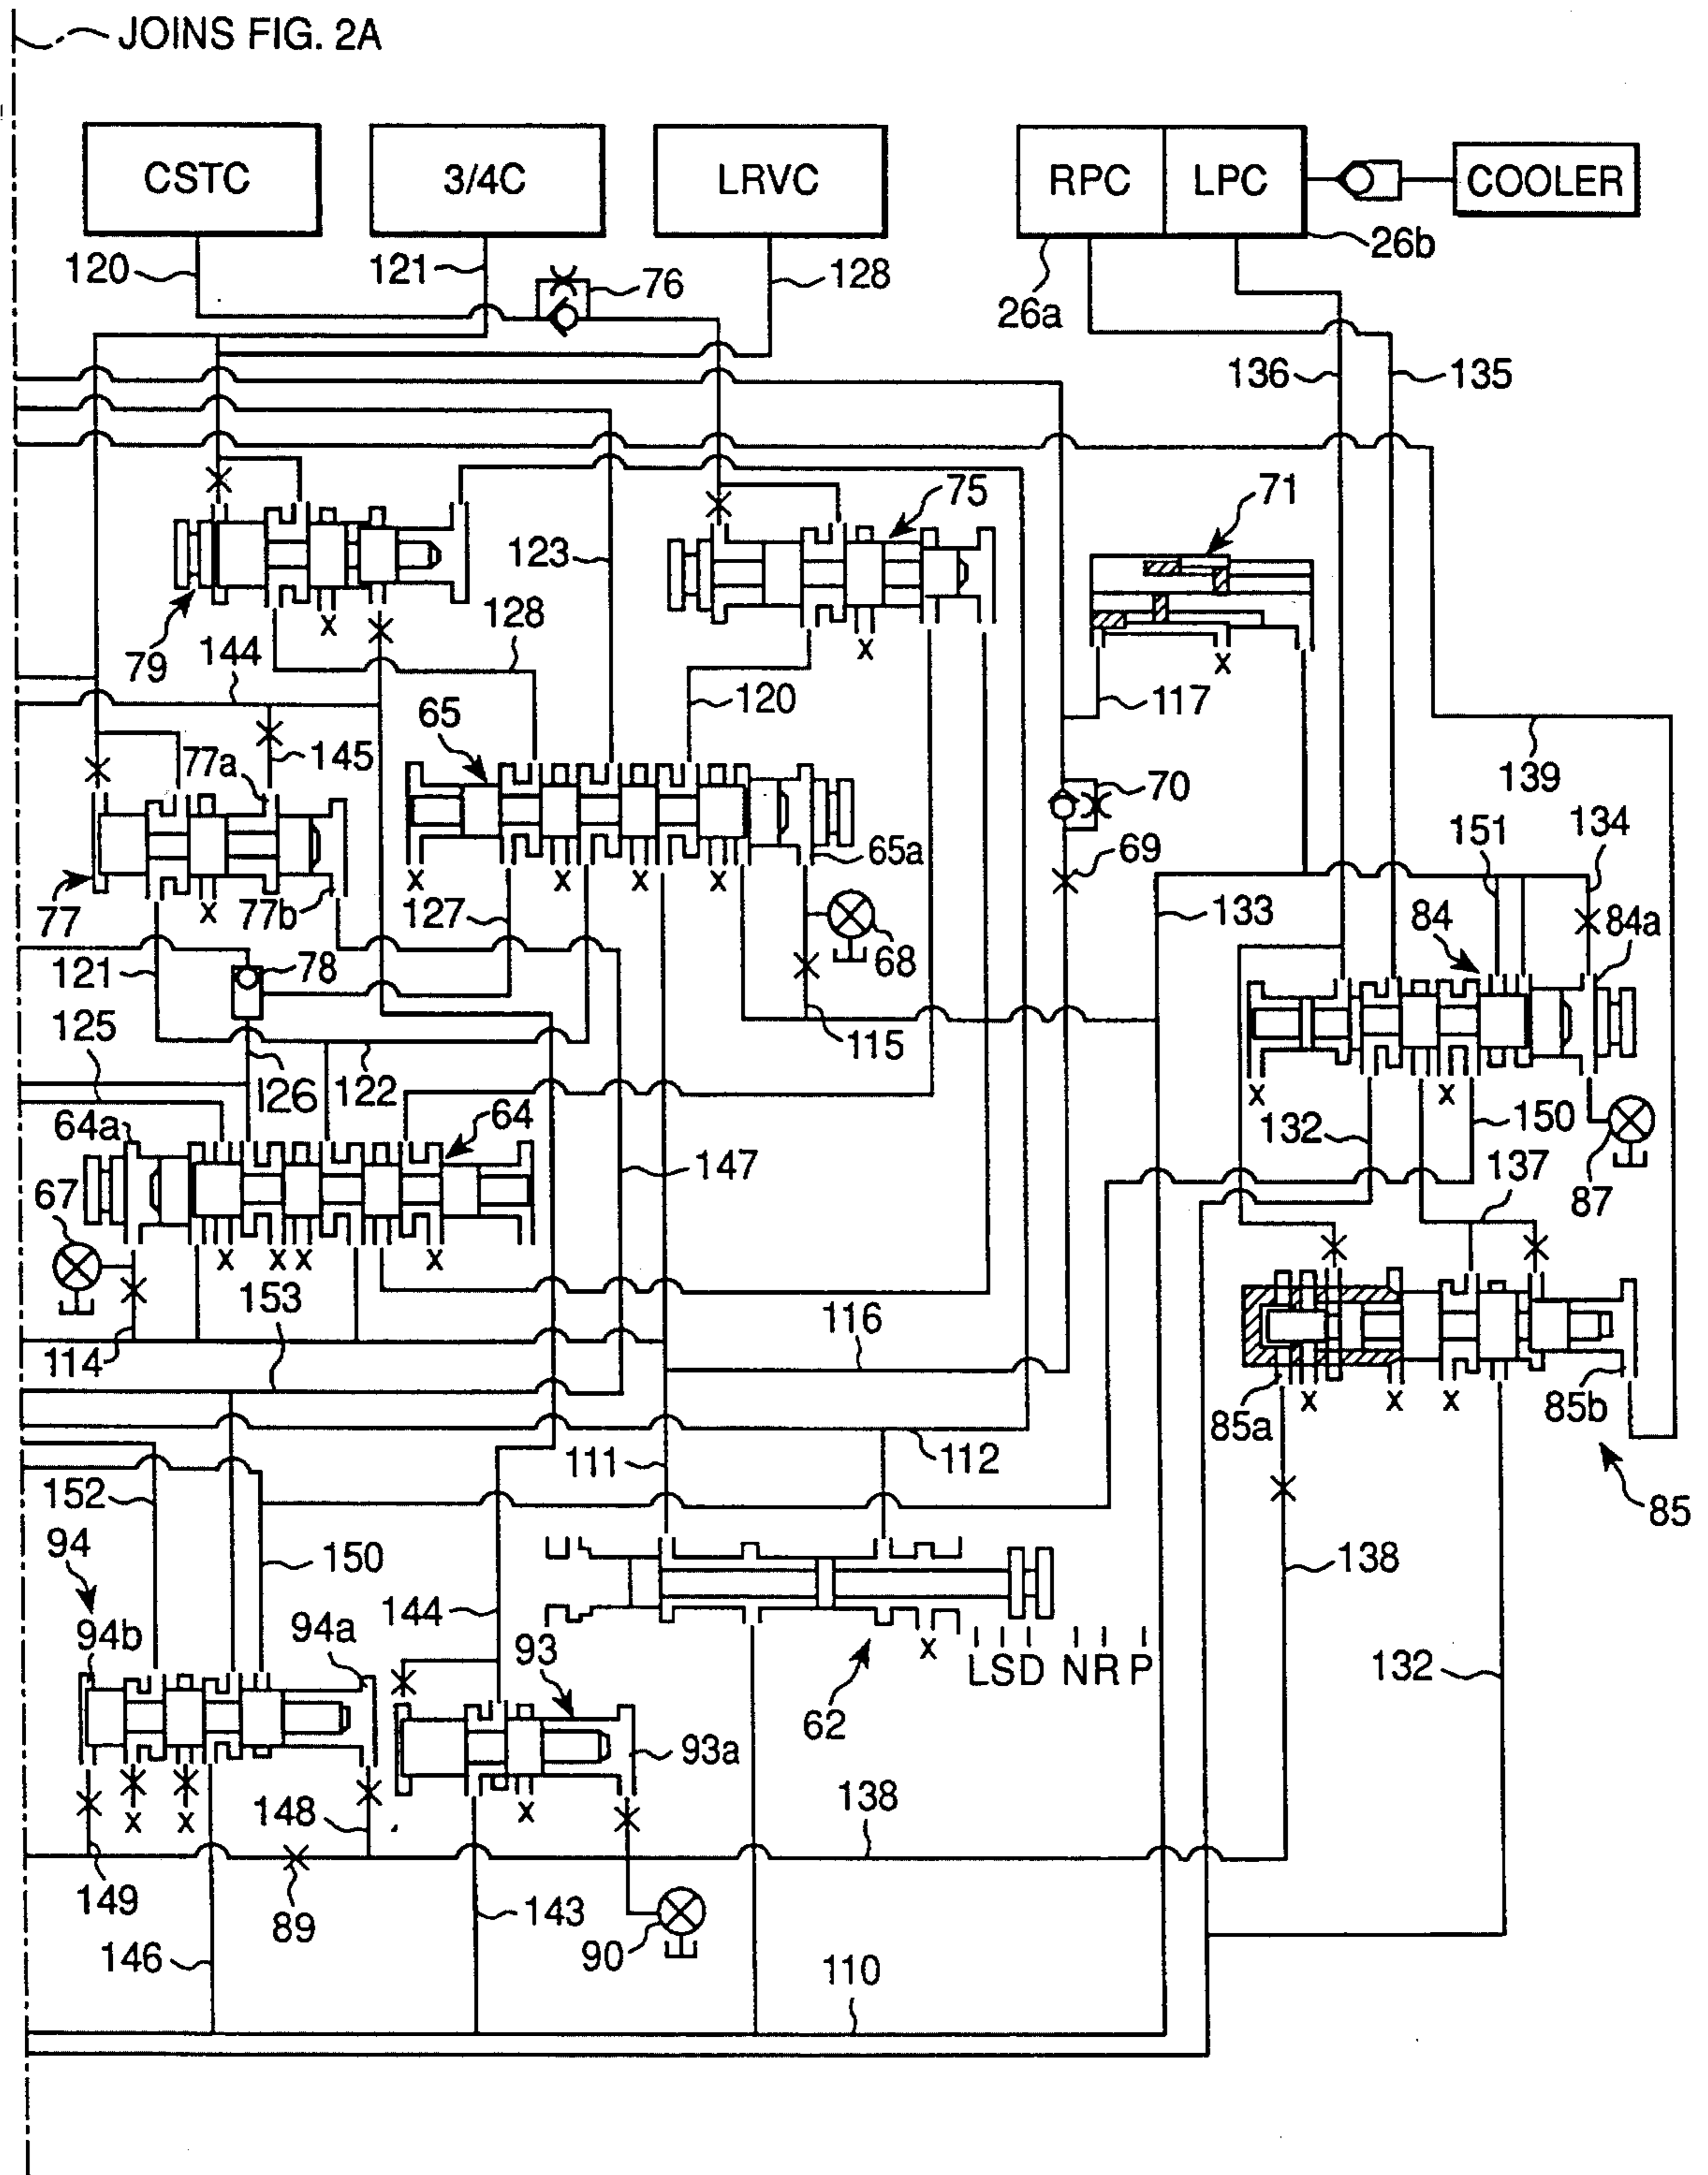 JOINS FIG. 2A
CSTC 3/4C LRVC RPC LPC COOLER
120 121 76 128 26a 26b
136 135
75 71
123
128
79 x x x
144 120 117
65
77a 145 139
70 134
151
65a 69
x x x x
77 x 77b 127 133 84 84a
78 68
121
125 115
x x
126 122 132 150
64a 64
147 137
67 87
x x x x
153
116
114 x x x
85a 85b
111 112
152 85
94 150 138
94b 94a 144 93 x
LSD NR P 132
62
93a
x x 148 x 138
149 89 143
146 90
110